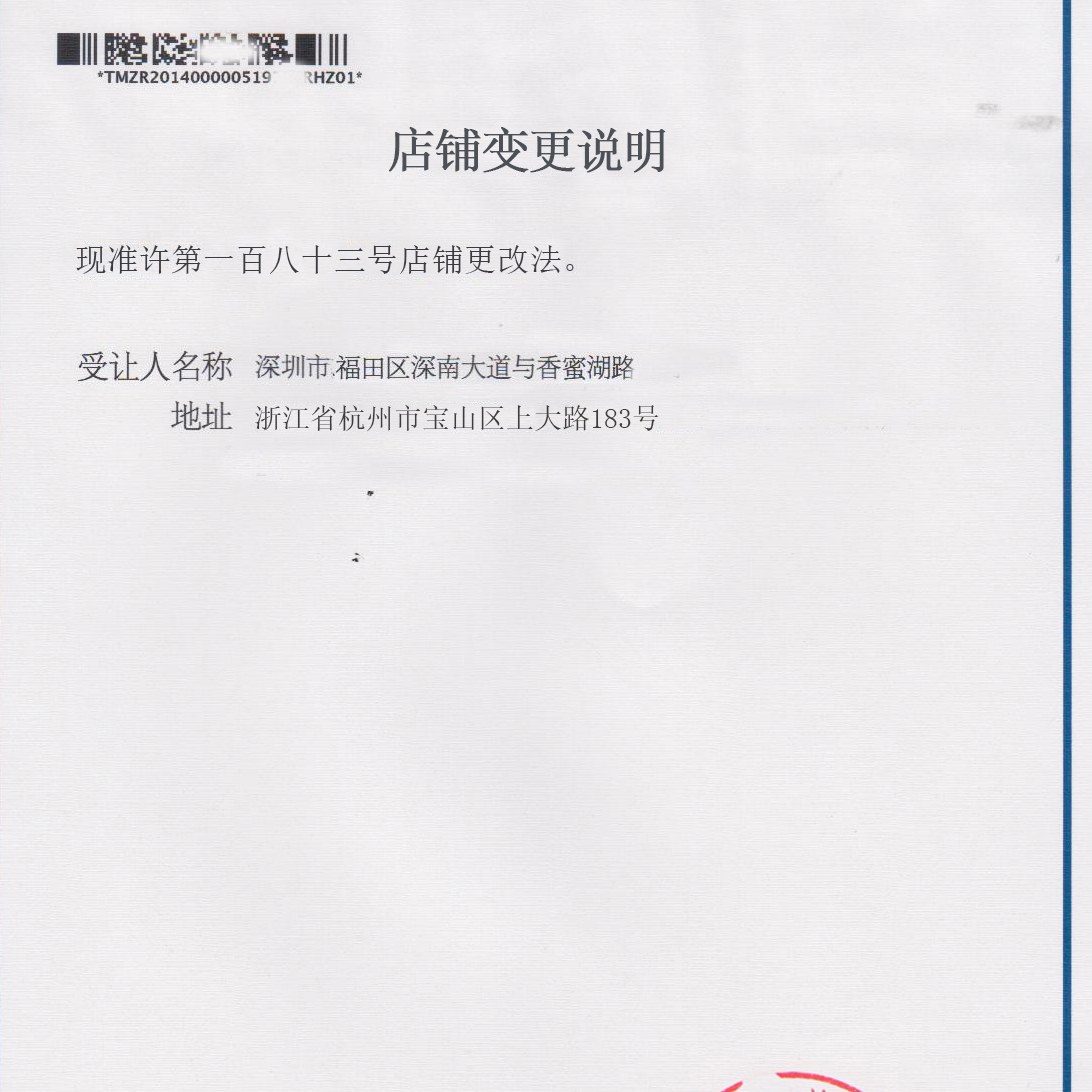 *TMZR201400000519 RHZ01*
店铺变更说明
现准许第一百八十三号店铺更改法。
受让人名称 深圳市福田区深南大道与香蜜湖路
地址 浙江省杭州市宝山区上大路183号